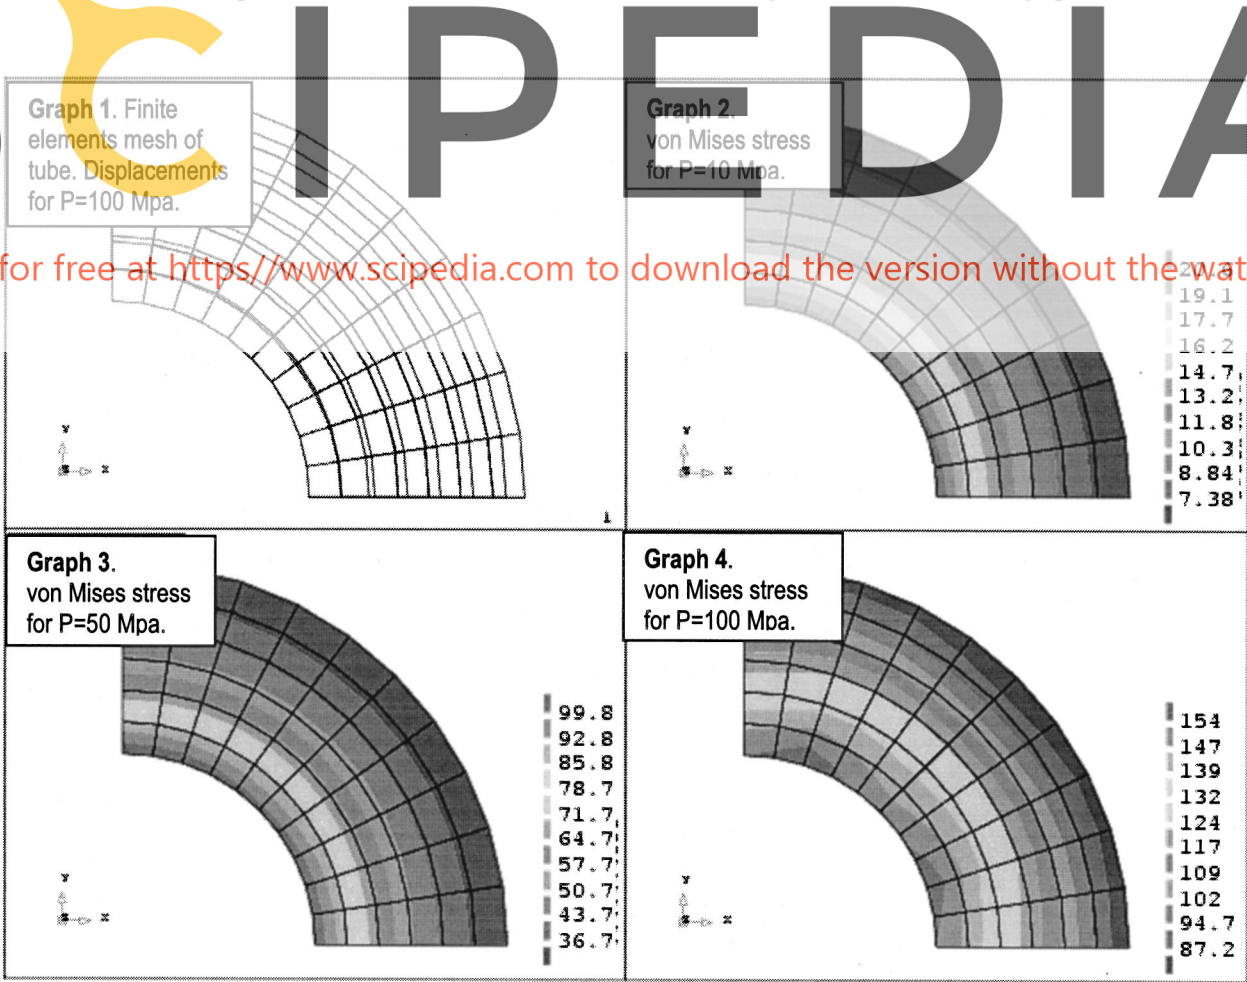 CIPEDIA
Graph 1. Finite
elements mesh of
tube. Displacements
for P=100 Mpa.
Graph 2.
von Mises stress
for P=10 Mpa.
for free at https//www.scipedia.com to download the version without the wat
19.1
17.7
16.2
14.7
13.2
11.8
10.3
8.84
7.38
Y
X
Y
X
1
Graph 3.
von Mises stress
for P=50 Mpa.
Graph 4.
von Mises stress
for P=100 Mpa.
99.8
92.8
85.8
78.7
71.7
64.7
57.7
50.7
43.7
36.7
154
147
139
132
124
117
109
102
94.7
87.2
Y
X
Y
X